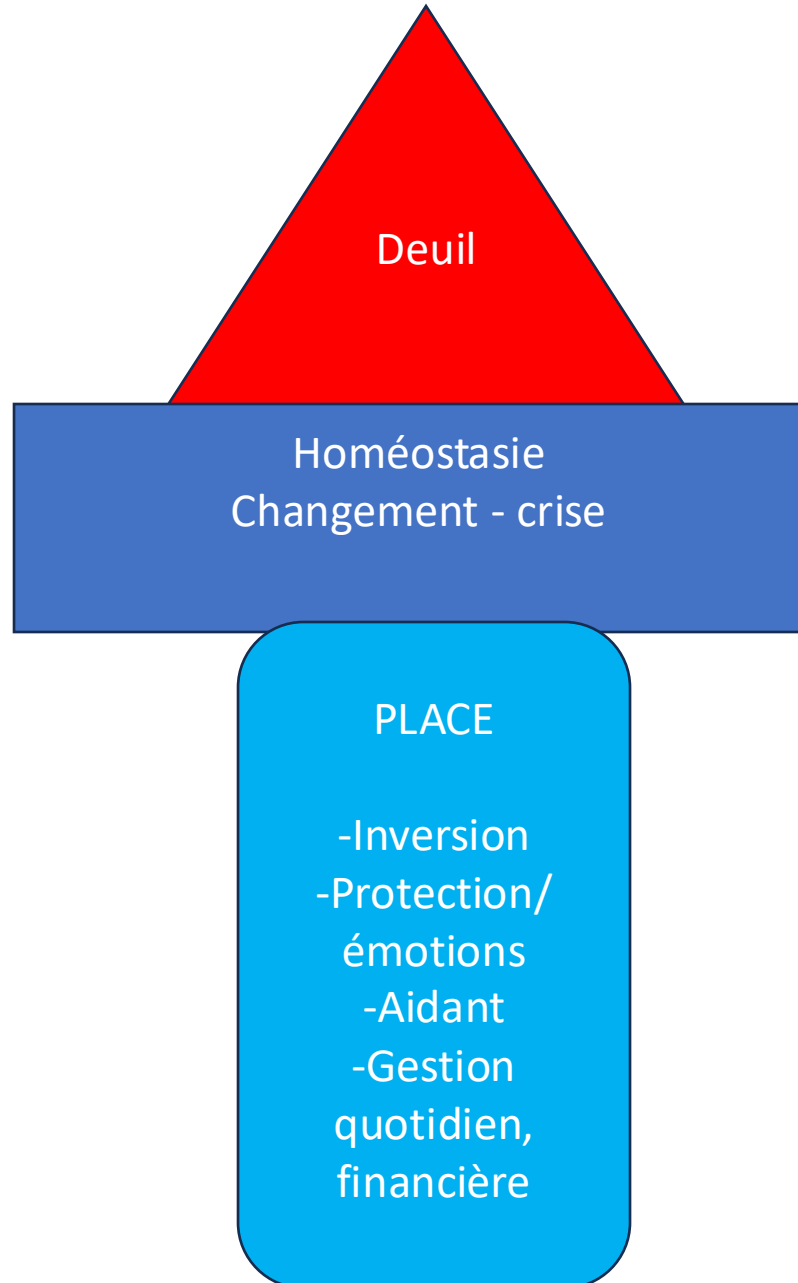 Deuil
Homéostasie
Changement - crise
PLACE
-Inversion
-Protection/
émotions
-Aidant
-Gestion
quotidien,
financière